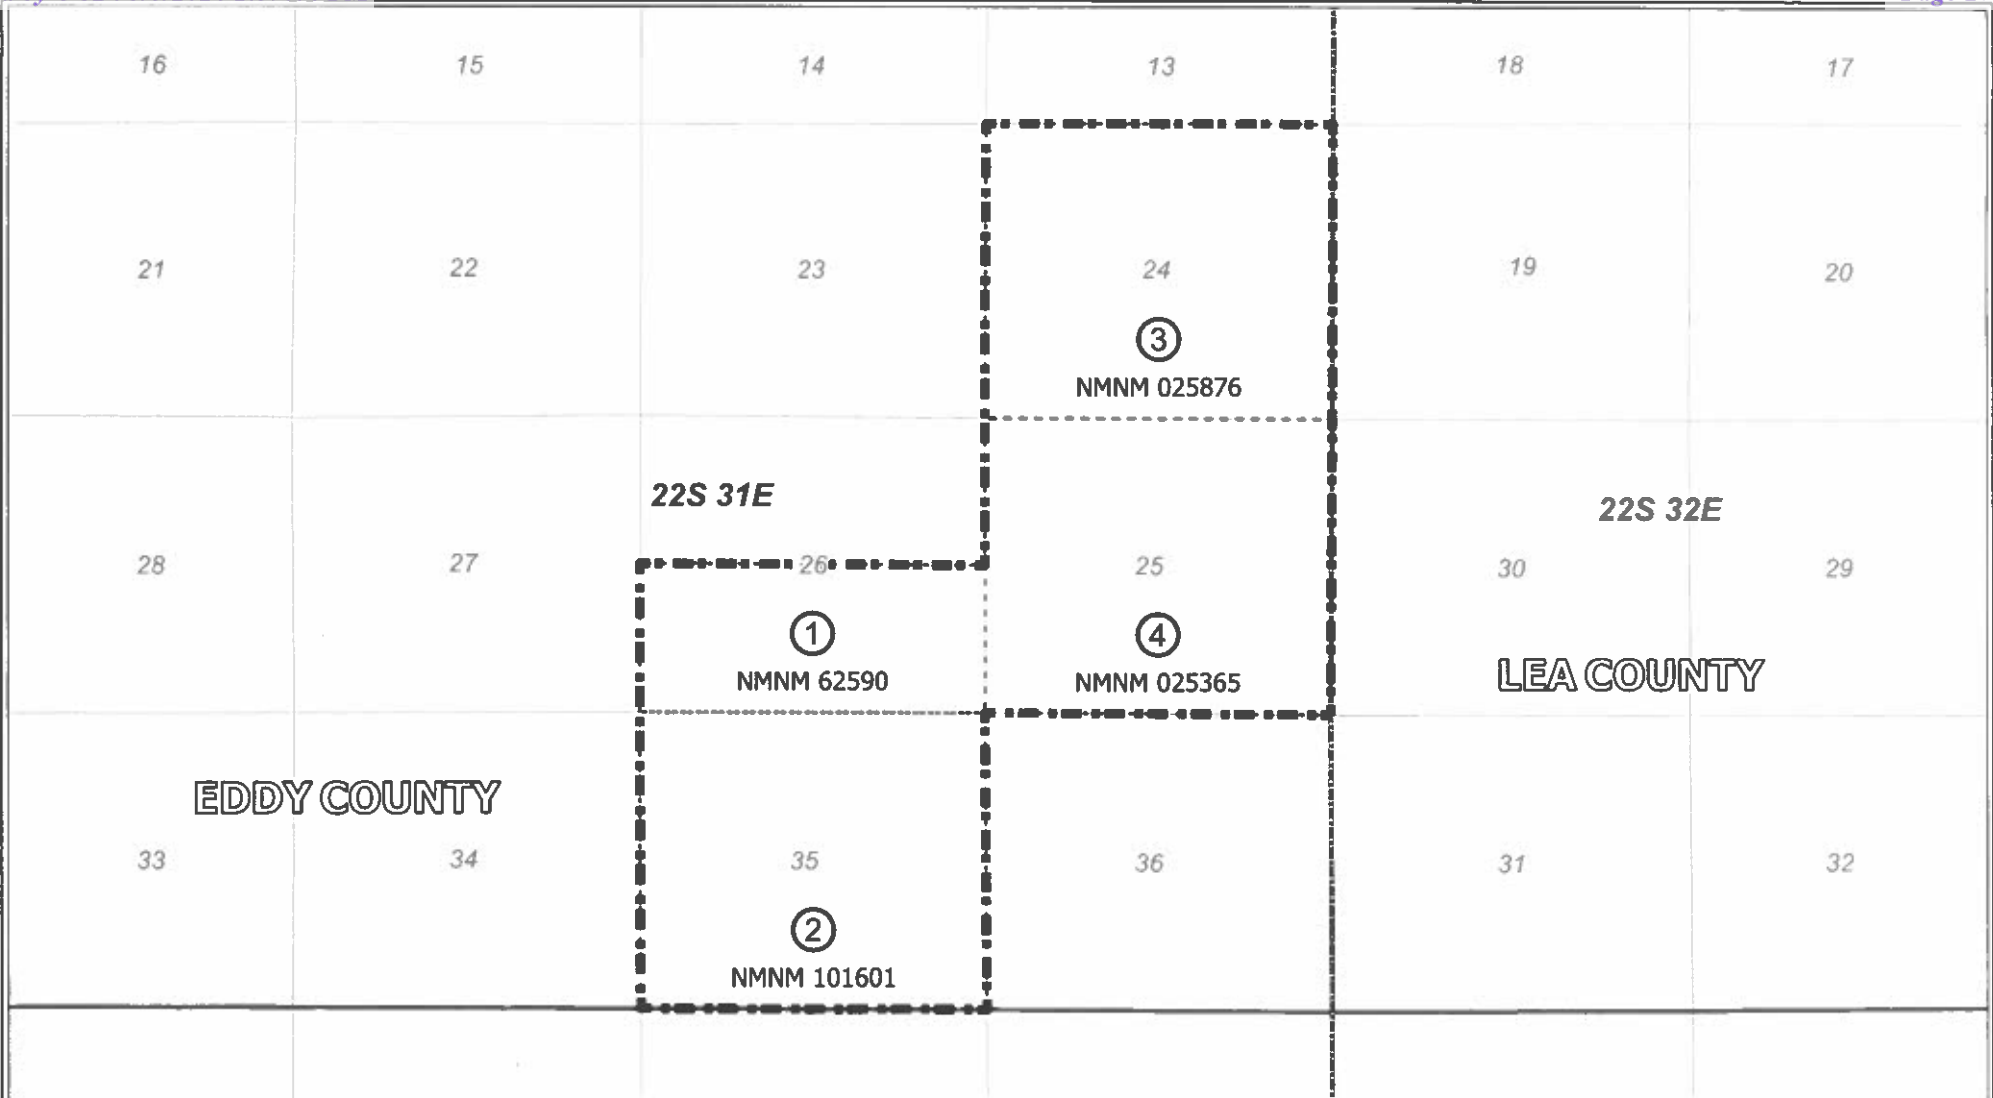 16 15 14 13 18 17
21 22 23 24 19 20
3
NMNM 025876
22S 31E 22S 32E
28 27 26 25 30 29
1 4
NMNM 62590 NMNM 025365 LEA COUNTY
EDDY COUNTY
33 34 35 36 31 32
2
NMNM 101601